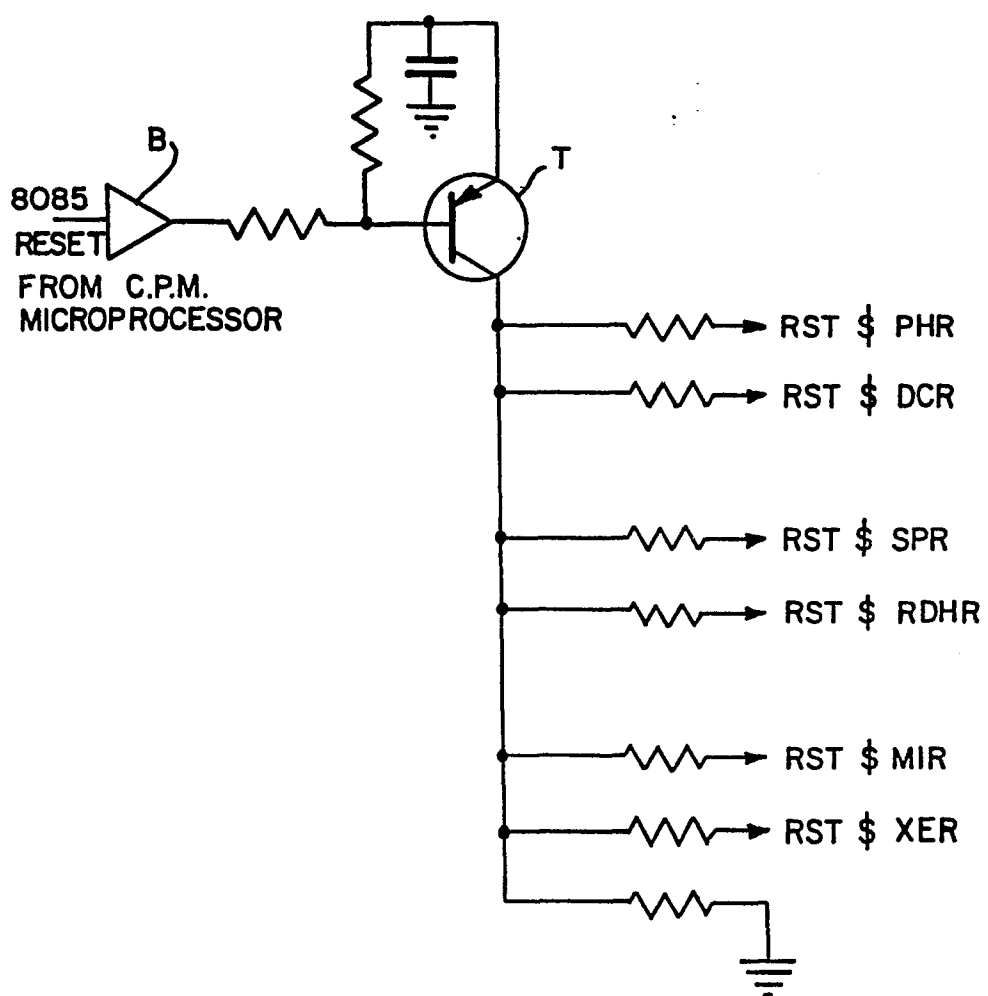 B
T
8085
RESET
FROM C.P.M.
MICROPROCESSOR
RST $ PHR
RST $ DCR
RST $ SPR
RST $ RDHR
RST $ MIR
RST $ XER